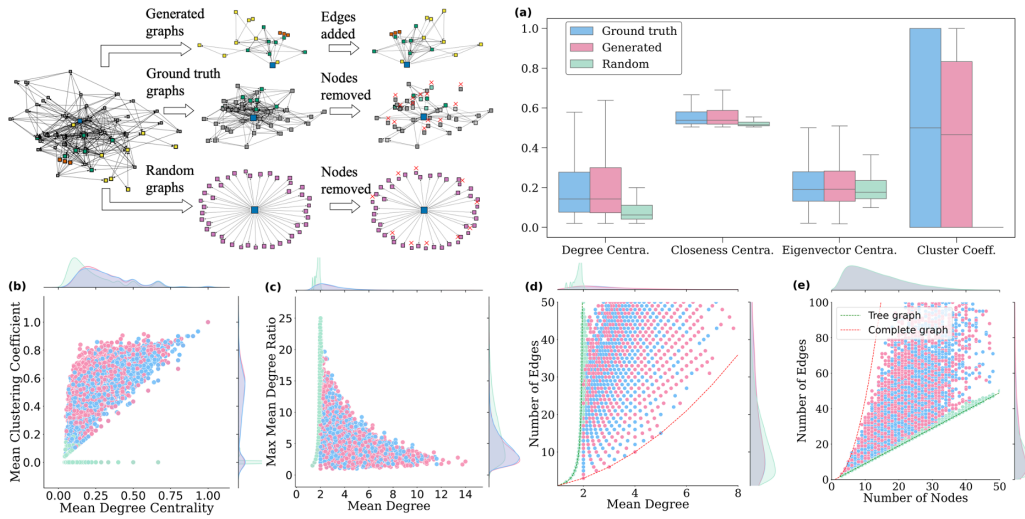 Generated
graphs
Edges
added
Ground truth
graphs
Nodes
removed
Random
graphs
Nodes
removed
(a)
Ground truth
Generated
Random
1.0
0.8
0.6
0.4
0.2
0.0
Degree Centra.
Closeness Centra.
Eigenvector Centra.
Cluster Coeff.
(b)
Mean Clustering Coefficient
1.0
0.8
0.6
0.4
0.2
0.0
0.00 0.25 0.50 0.75 1.00
Mean Degree Centrality
(c)
Max Mean Degree Ratio
25
20
15
10
5
0
0 2 4 6 8 10 12 14
Mean Degree
(d)
Number of Edges
50
40
30
20
10
2 4 6 8
Mean Degree
(e)
Tree graph
Complete graph
Number of Edges
100
80
60
40
20
0
0 10 20 30 40 50
Number of Nodes